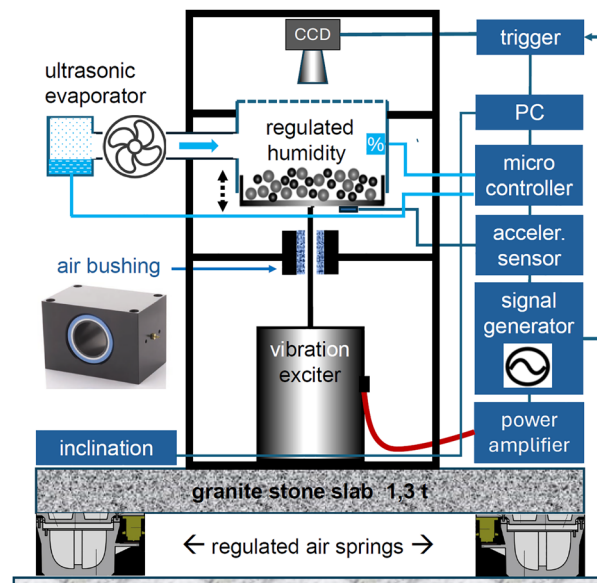 CCD
trigger
ultrasonic
evaporator
PC
regulated
humidity
%
micro
controller
acceler.
sensor
air bushing
signal
generator
vibration
exciter
power
amplifier
inclination
granite stone slab 1,3 t
← regulated air springs →